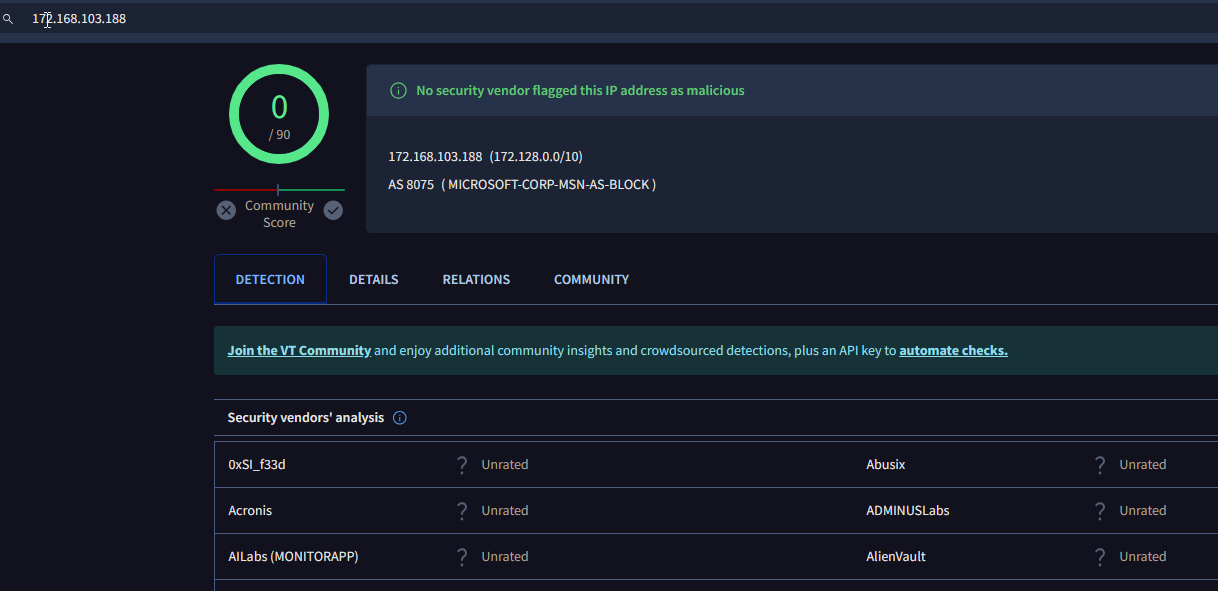 172.168.103.188
0
/ 90
Community
Score
No security vendor flagged this IP address as malicious
172.168.103.188 (172.128.0.0/10)
AS 8075 ( MICROSOFT-CORP-MSN-AS-BLOCK )
DETECTION DETAILS RELATIONS COMMUNITY
Join the VT Community and enjoy additional community insights and crowdsourced detections, plus an API key to automate checks.
Security vendors' analysis
0xSI_f33d ? Unrated Abusix ? Unrated
Acronis ? Unrated ADMINUSLabs ? Unrated
AILabs (MONITORAPP) ? Unrated AlienVault ? Unrated